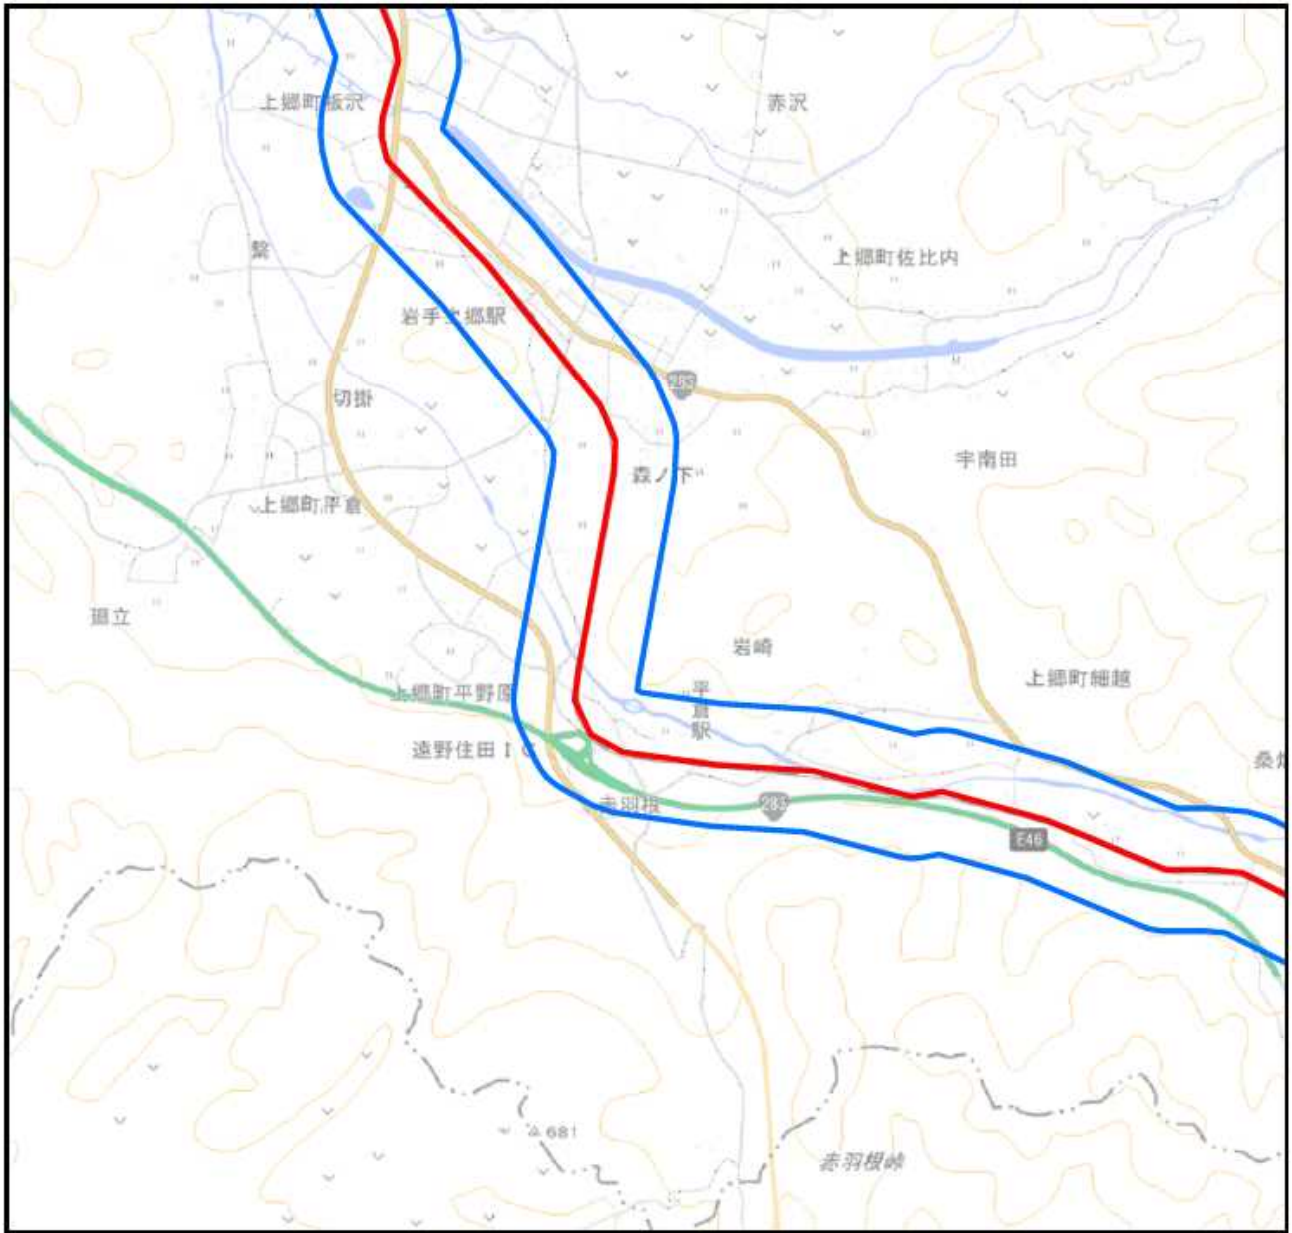 上郷町板沢
赤沢
繋
上郷町佐比内
岩手上郷駅
283
切掛
宇南田
森ノ下
上郷町平倉
廻立
岩崎
上郷町細越
上郷町平野原
平倉駅
遠野住田IC
赤羽根
283
E46
681
赤羽根峠